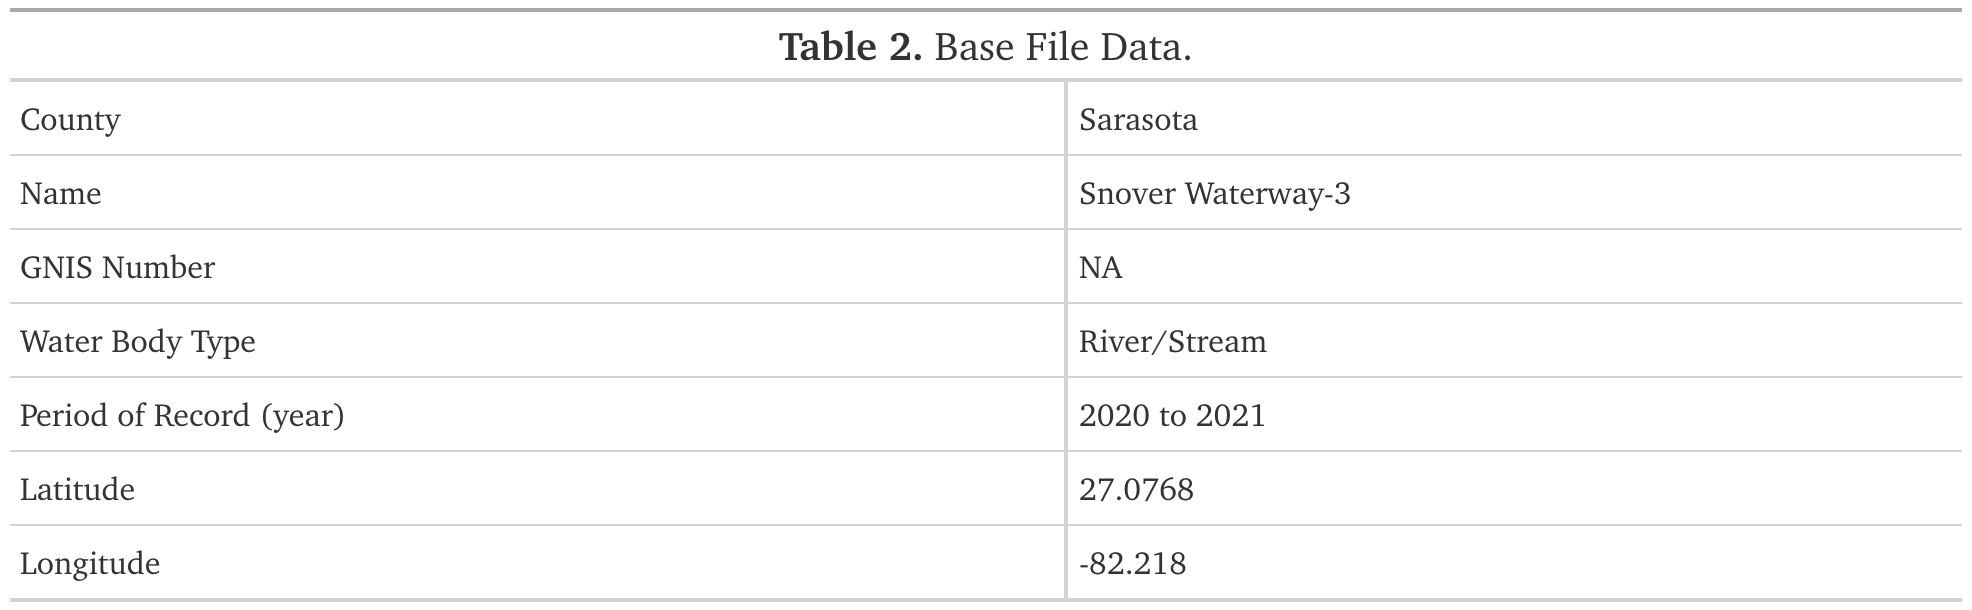 Table 2. Base File Data.
County Sarasota
Name Snover Waterway-3
GNIS Number NA
Water Body Type River/Stream
Period of Record (year) 2020 to 2021
Latitude 27.0768
Longitude -82.218